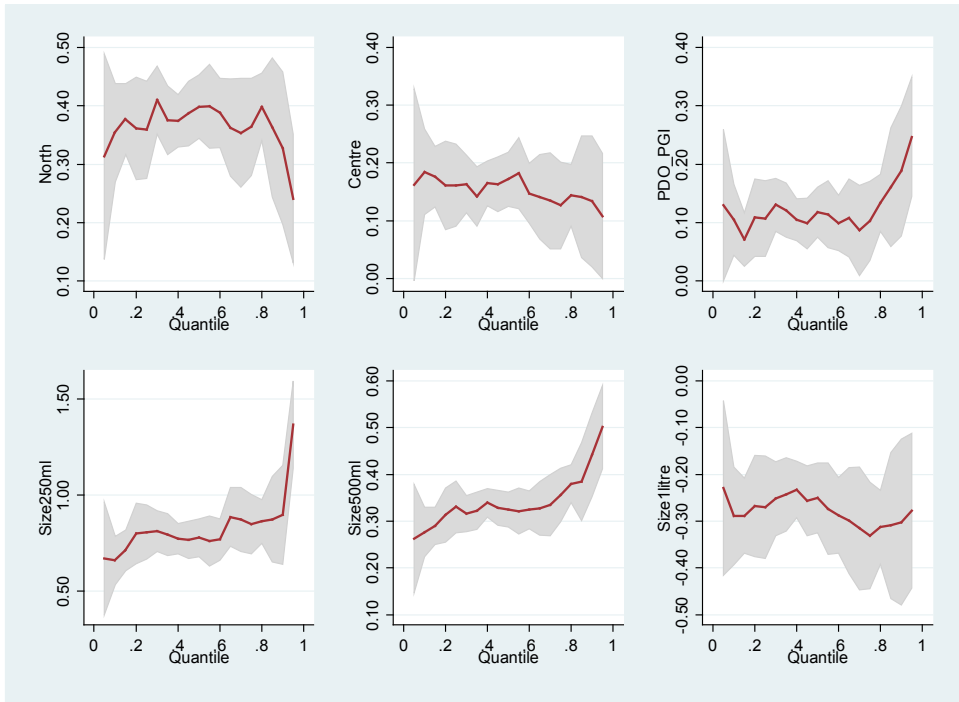 North
0.50
0.40
0.30
0.20
0.10
0 .2 .4 .6 .8 1
Quantile
Centre
0.40
0.30
0.20
0.10
0.00
0 .2 .4 .6 .8 1
Quantile
PDO_PGI
0.40
0.30
0.20
0.10
0.00
0 .2 .4 .6 .8 1
Quantile
Size250ml
1.50
1.00
0.50
0 .2 .4 .6 .8 1
Quantile
Size500ml
0.60
0.50
0.40
0.30
0.20
0.10
0 .2 .4 .6 .8 1
Quantile
Size1litre
0.00
-0.10
-0.20
-0.30
-0.40
-0.50
0 .2 .4 .6 .8 1
Quantile